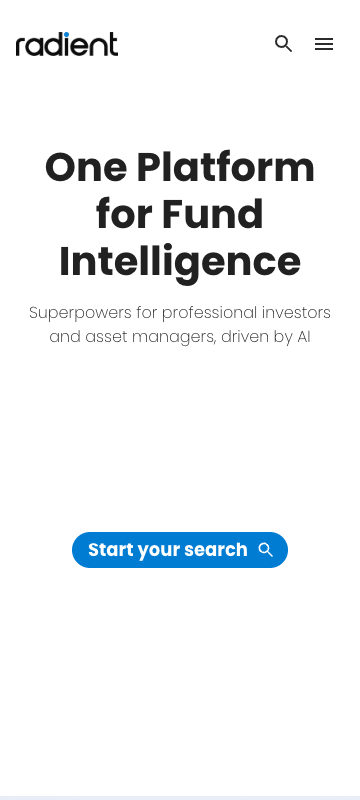 radient
One Platform
for Fund
Intelligence
Superpowers for professional investors
and asset managers, driven by AI
Start your search